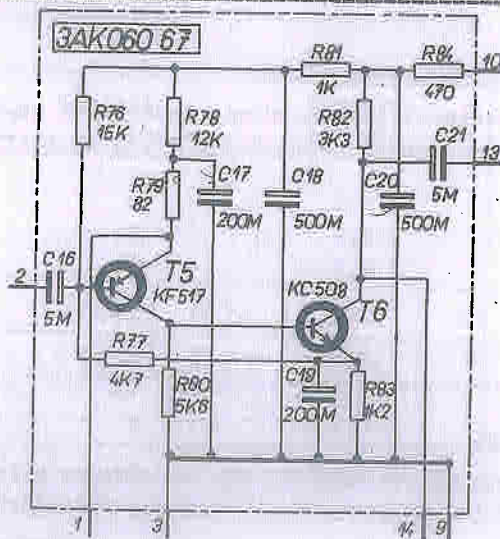 3AK060 67
R76
15K
R78
12K
R81
1K
R82
3K3
R84
470
10
C21
5M
13
R79
82
C17
200M
C18
500M
C20
500M
2
C16
5M
T5
KF517
KC508
T6
R77
4K7
R80
5K6
C19
200M
R83
1K2
1
3
14
9